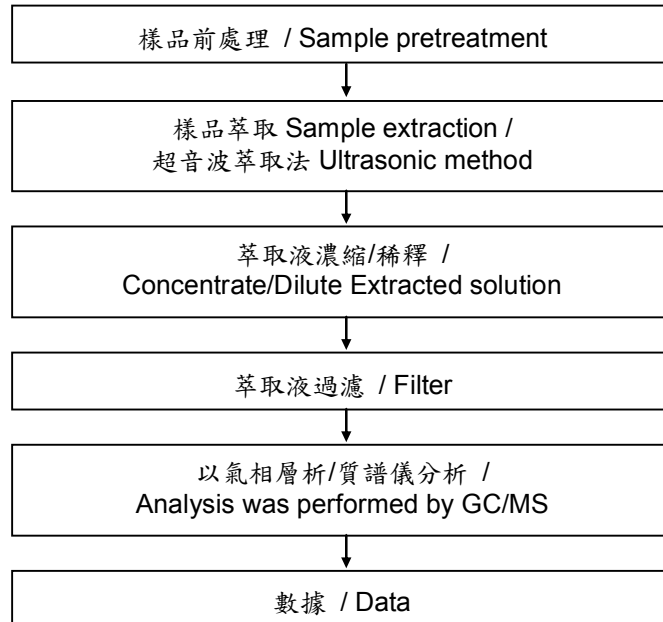 樣品前處理 / Sample pretreatment
樣品萃取 Sample extraction /
超音波萃取法 Ultrasonic method
萃取液濃縮/稀釋 /
Concentrate/Dilute Extracted solution
萃取液過濾 / Filter
以氣相層析/質譜儀分析 /
Analysis was performed by GC/MS
數據 / Data